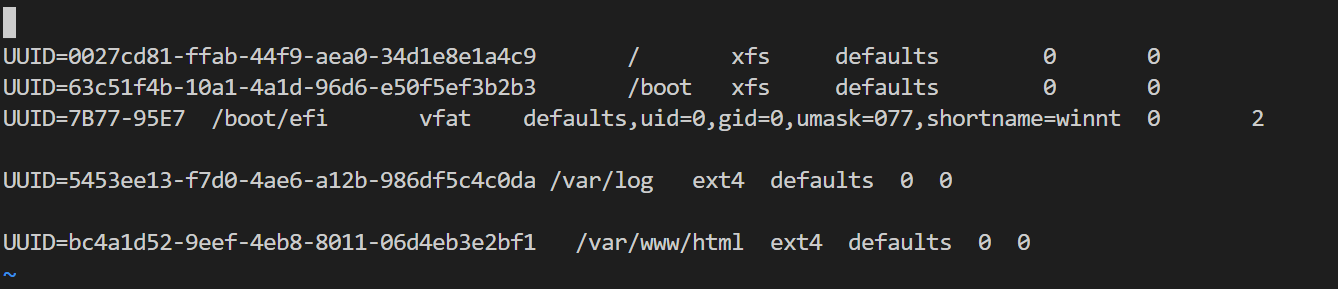 UUID=0027cd81-ffab-44f9-aea0-34d1e8e1a4c9 / xfs defaults 0 0
UUID=63c51f4b-10a1-4a1d-96d6-e50f5ef3b2b3 /boot xfs defaults 0 0
UUID=7B77-95E7 /boot/efi vfat defaults,uid=0,gid=0,umask=077,shortname=winnt 0 2
UUID=5453ee13-f7d0-4ae6-a12b-986df5c4c0da /var/log ext4 defaults 0 0
UUID=bc4a1d52-9eef-4eb8-8011-06d4eb3e2bf1 /var/www/html ext4 defaults 0 0
~